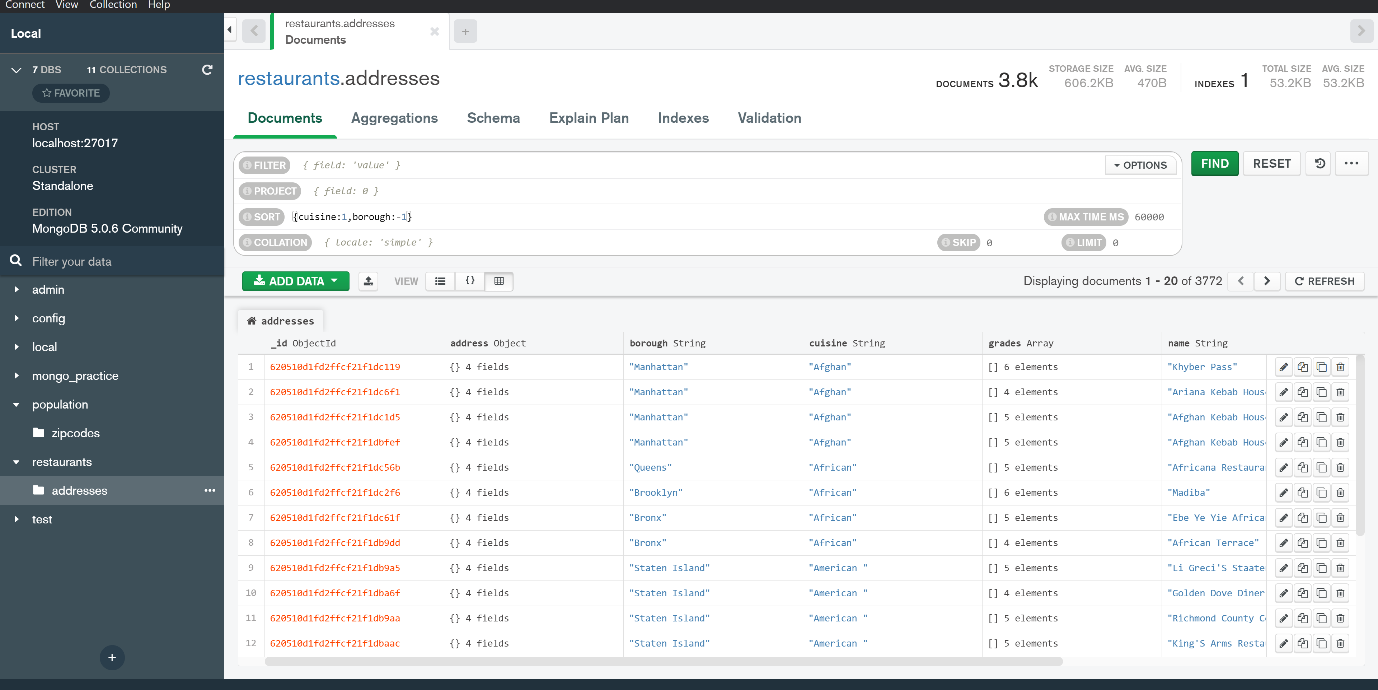 Connect View Collection Help
Local
7 DBS 11 COLLECTIONS
FAVORITE
HOST
localhost:27017
CLUSTER
Standalone
EDITION
MongoDB 5.0.6 Community
Filter your data
admin
config
local
mongo_practice
population
zipcodes
restaurants
addresses
test
restaurants.addresses
Documents
restaurants.addresses
DOCUMENTS 3.8k STORAGE SIZE 606.2KB AVG. SIZE 470B INDEXES 1 TOTAL SIZE 53.2KB AVG. SIZE 53.2KB
Documents Aggregations Schema Explain Plan Indexes Validation
FILTER { field: 'value' } OPTIONS FIND RESET
PROJECT { field: 0 }
SORT {cuisine:1,borough:-1} MAX TIME MS 60000
COLLATION { locale: 'simple' } SKIP 0 LIMIT 0
ADD DATA VIEW {} Displaying documents 1 - 20 of 3772 REFRESH
addresses
_id ObjectId address Object borough String cuisine String grades Array name String
1 620510d1fd2ffcf21f1dc119 {} 4 fields "Manhattan" "Afghan" [] 6 elements "Khyber Pass"
2 620510d1fd2ffcf21f1dc6f1 {} 4 fields "Manhattan" "Afghan" [] 4 elements "Ariana Kebab Hous
3 620510d1fd2ffcf21f1dc1d5 {} 4 fields "Manhattan" "Afghan" [] 5 elements "Afghan Kebab Hous
4 620510d1fd2ffcf21f1dbfef {} 4 fields "Manhattan" "Afghan" [] 5 elements "Afghan Kebab Hous
5 620510d1fd2ffcf21f1dc56b {} 4 fields "Queens" "African" [] 5 elements "Africana Restaura
6 620510d1fd2ffcf21f1dc2f6 {} 4 fields "Brooklyn" "African" [] 6 elements "Madiba"
7 620510d1fd2ffcf21f1dc61f {} 4 fields "Bronx" "African" [] 5 elements "Ebe Ye Yie Africa
8 620510d1fd2ffcf21f1db9dd {} 4 fields "Bronx" "African" [] 4 elements "African Terrace"
9 620510d1fd2ffcf21f1db9a5 {} 4 fields "Staten Island" "American " [] 5 elements "Li Greci'S Staate
10 620510d1fd2ffcf21f1dba6f {} 4 fields "Staten Island" "American " [] 4 elements "Golden Dove Diner
11 620510d1fd2ffcf21f1db9aa {} 4 fields "Staten Island" "American " [] 5 elements "Richmond County C
12 620510d1fd2ffcf21f1dbaac {} 4 fields "Staten Island" "American " [] 5 elements "King'S Arms Resta